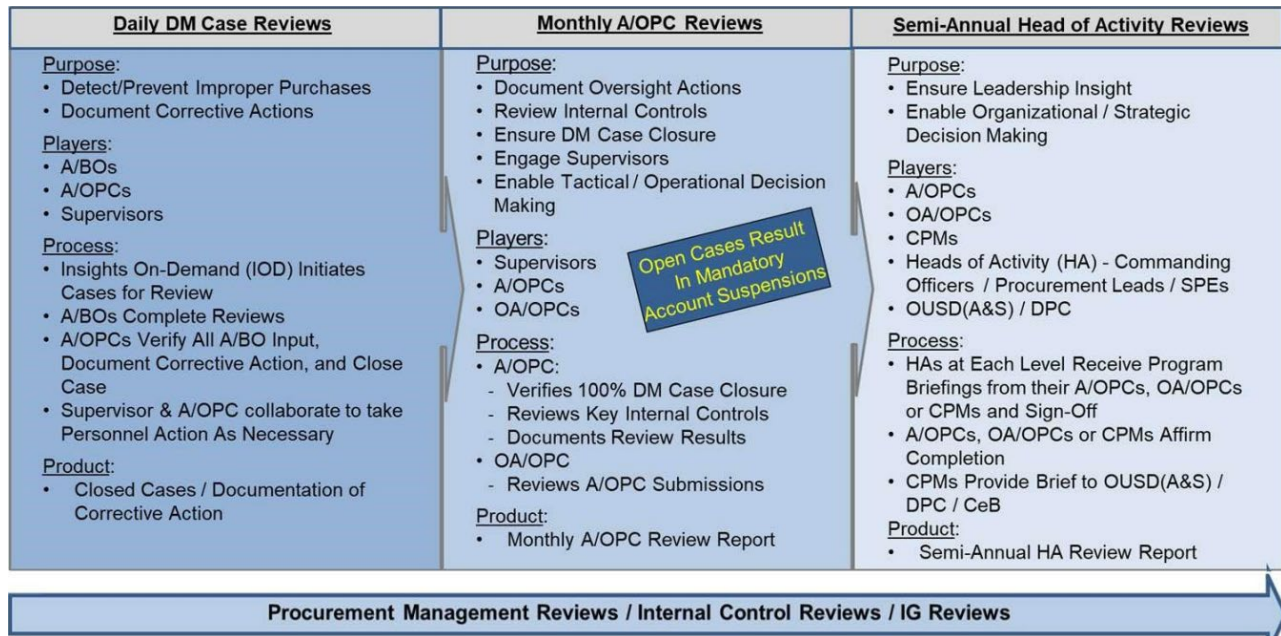 Daily DM Case Reviews
Purpose:
• Detect/Prevent Improper Purchases
• Document Corrective Actions
Players:
• A/BOs
• A/OPCs
• Supervisors
Process:
• Insights On-Demand (IOD) Initiates
Cases for Review
• A/BOs Complete Reviews
• A/OPCs Verify All A/BO Input,
Document Corrective Action, and Close
Case
• Supervisor & A/OPC collaborate to take
Personnel Action As Necessary
Product:
• Closed Cases / Documentation of
Corrective Action
Monthly A/OPC Reviews
Purpose:
• Document Oversight Actions
• Review Internal Controls
• Ensure DM Case Closure
• Engage Supervisors
• Enable Tactical / Operational Decision
Making
Players:
• Supervisors
• A/OPCs
• OA/OPCs
Open Cases Result
In Mandatory
Account Suspensions
Process:
• A/OPC:
- Verifies 100% DM Case Closure
- Reviews Key Internal Controls
- Documents Review Results
• OA/OPC
- Reviews A/OPC Submissions
Product:
• Monthly A/OPC Review Report
Semi-Annual Head of Activity Reviews
Purpose:
• Ensure Leadership Insight
• Enable Organizational / Strategic
Decision Making
Players:
• A/OPCs
• OA/OPCs
• CPMs
• Heads of Activity (HA) - Commanding
Officers / Procurement Leads / SPEs
• OUSD(A&S) / DPC
Process:
• HAs at Each Level Receive Program
Briefings from their A/OPCs, OA/OPCs
or CPMs and Sign-Off
• A/OPCs, OA/OPCs or CPMs Affirm
Completion
• CPMs Provide Brief to OUSD(A&S) /
DPC / CeB
Product:
• Semi-Annual HA Review Report
Procurement Management Reviews / Internal Control Reviews / IG Reviews